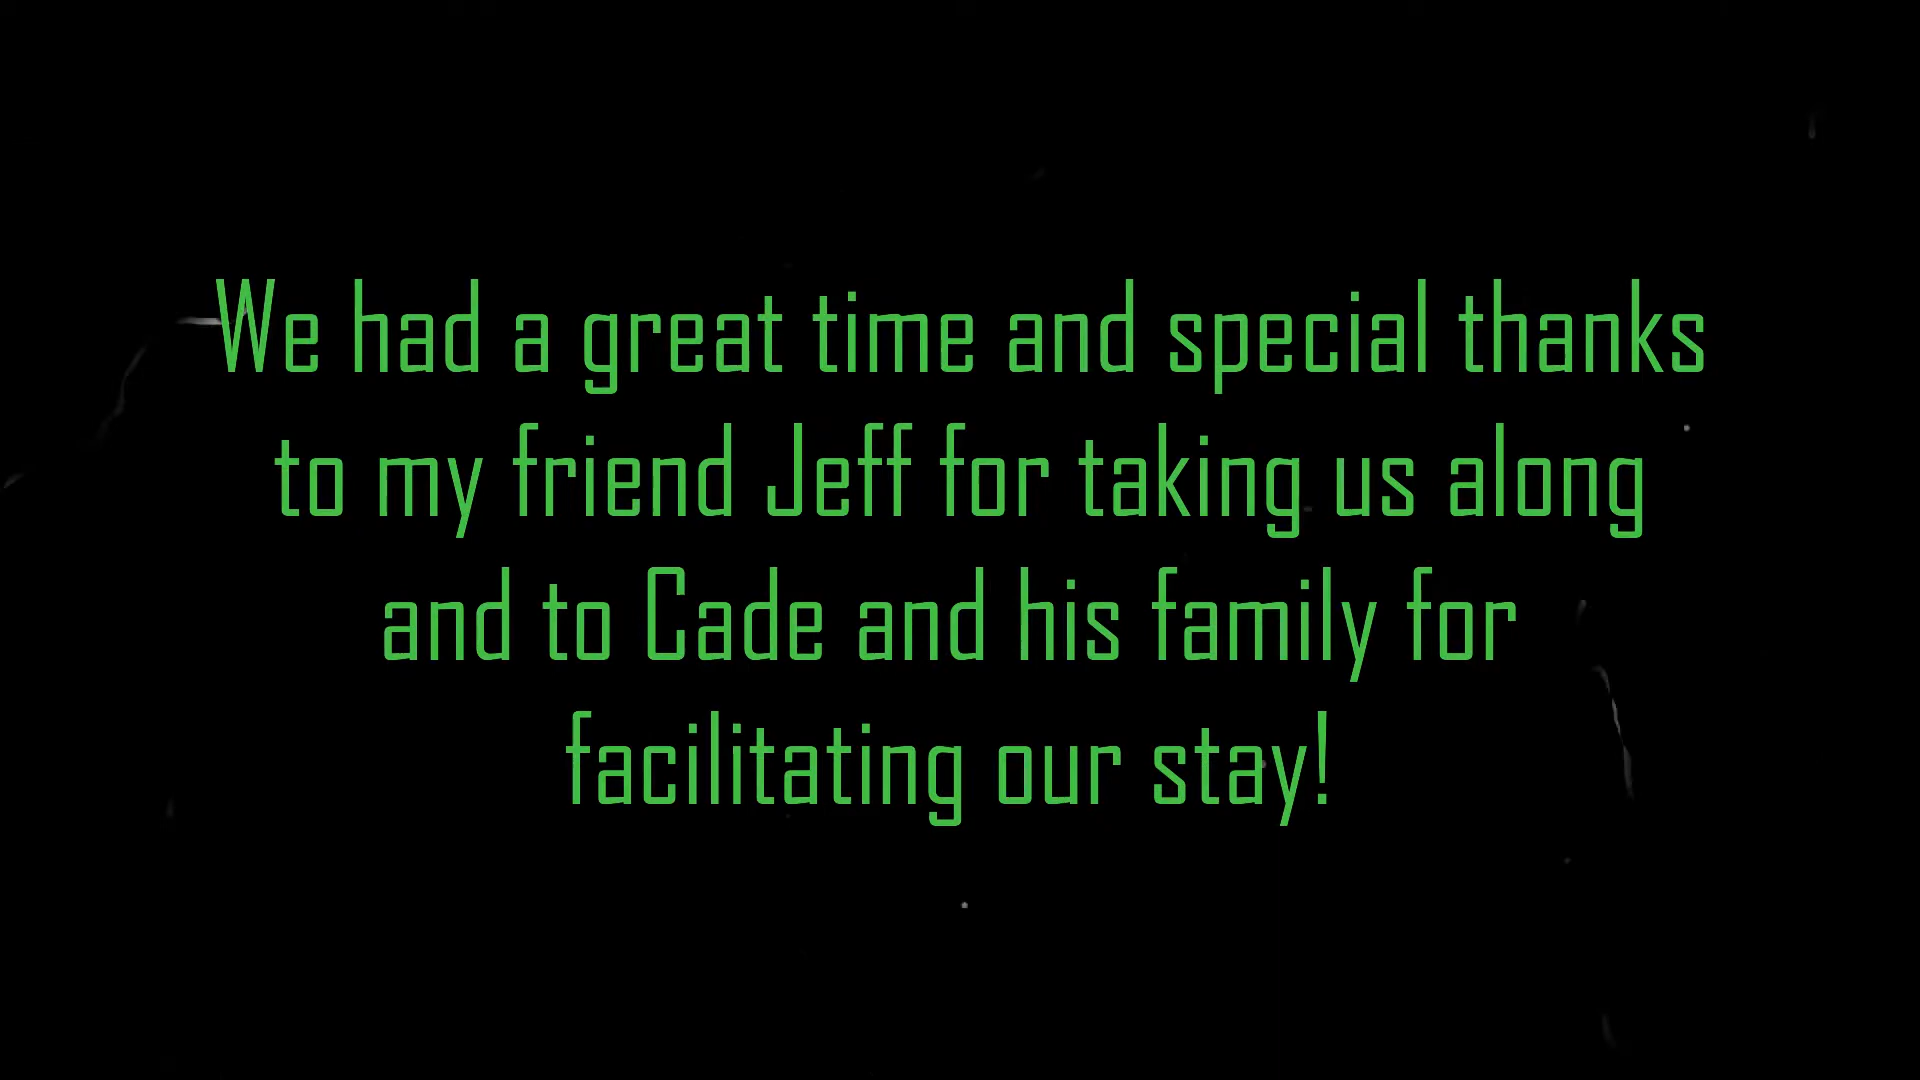 We had a great time and special thanks
to my friend Jeff for taking us along
and to Cade and his family for
facilitating our stay!